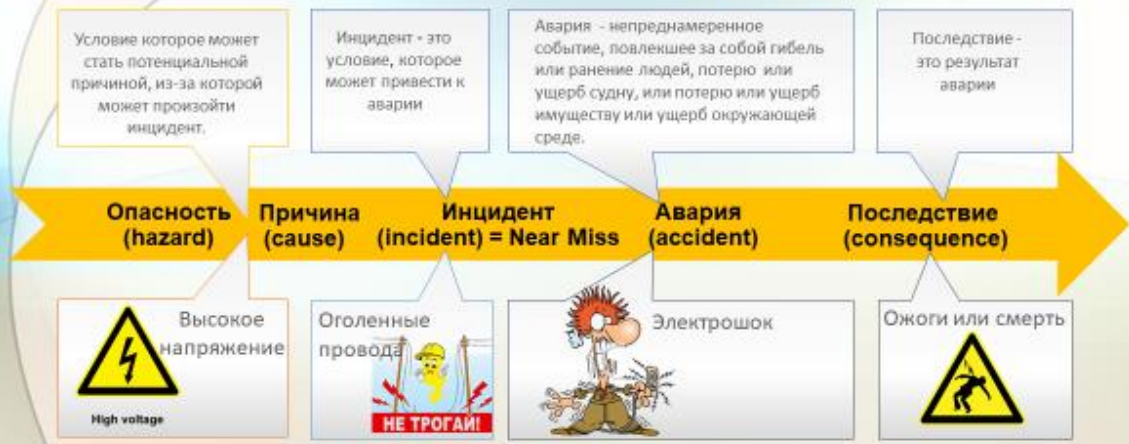 Условие которое может
стать потенциальной
причиной, из-за которой
может произойти
инцидент.
Инцидент - это
условие, которое
может привести к
аварии
Авария - непреднамеренное
событие, повлекшее за собой гибель
или ранение людей, потерю или
ущерб судну, или потерю или ущерб
имуществу или ущерб окружающей
среде.
Последствие -
это результат
аварии
Опасность
(hazard)
Причина
(cause)
Инцидент
(incident) = Near Miss
Авария
(accident)
Последствие
(consequence)
Высокое
напряжение
High voltage
Оголенные
провода
НЕ ТРОГАЙ!
Электрошок
Ожоги или смерть